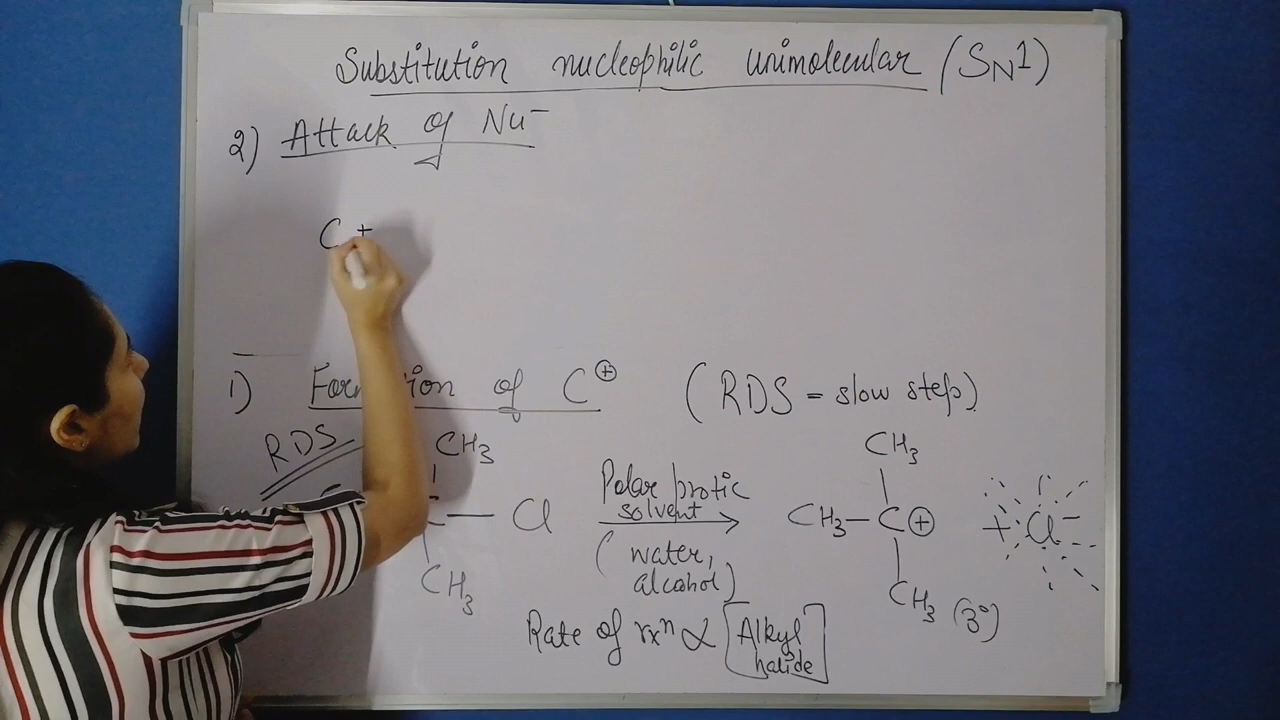 Substitution nucleophilic unimolecular (SN1)
2) Attack of Nu⁻
C +
1) Formation of C⊕ (RDS = slow step)
RDS
CH3
CH3
Cl
Polar protic
solvent
(water,
alcohol)
CH3
CH3—C⊕ + Cl⁻
CH3 (3°)
Rate of rxⁿ ∝ [Alkyl
halide]